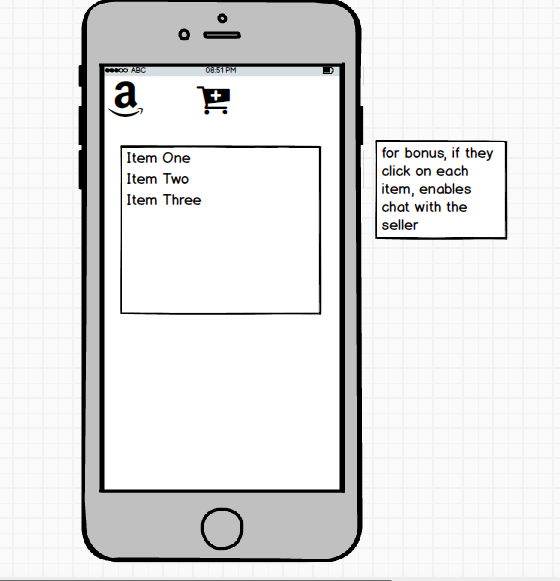 ABC 08:51 PM
a
Item One
Item Two
Item Three
for bonus, if they
click on each
item, enables
chat with the
seller